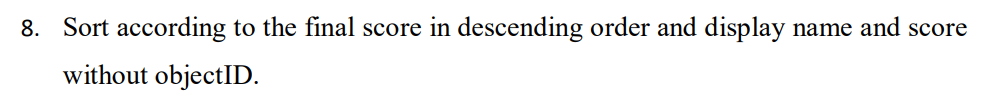 8. Sort according to the final score in descending order and display name and score
without objectID.